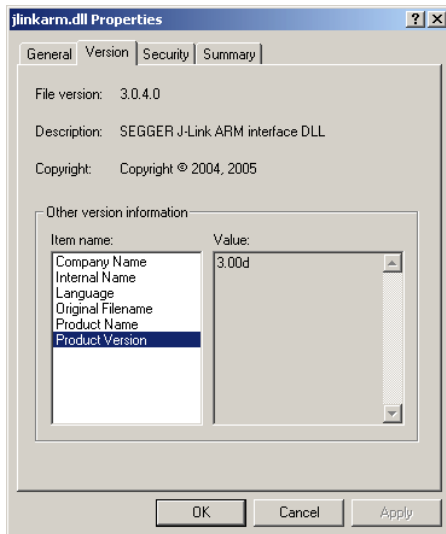 jlinkarm.dll Properties
General Version Security Summary
File version: 3.0.4.0
Description: SEGGER J-Link ARM interface DLL
Copyright: Copyright © 2004, 2005
Other version information
Item name: Value:
Company Name 3.00d
Internal Name
Language
Original Filename
Product Name
Product Version
OK Cancel Apply